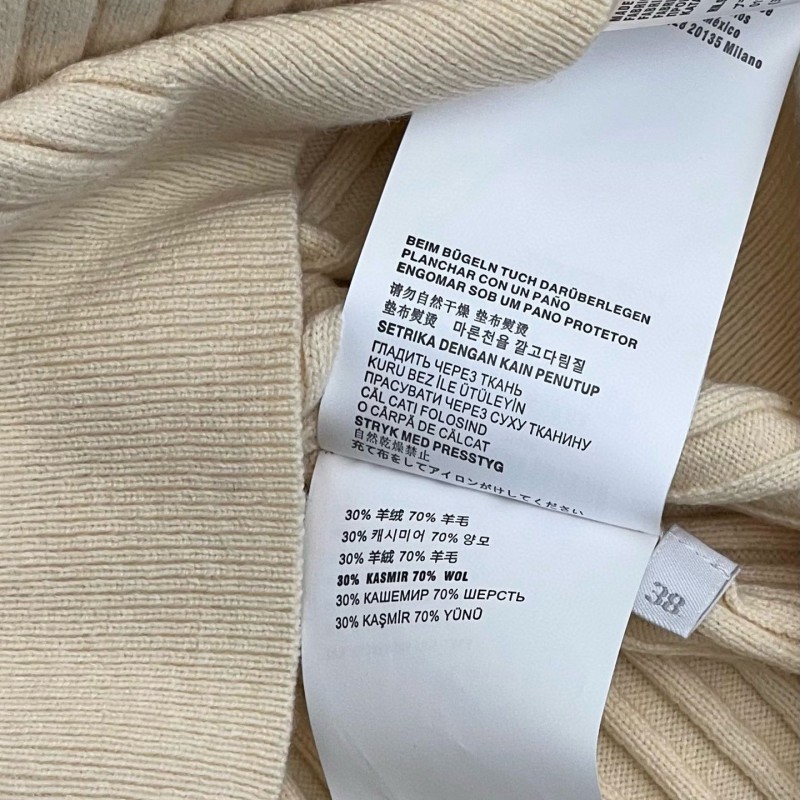 México
20135 Milano
BEIM BÜGELN TUCH DARÜBERLEGEN
PLANCHAR CON UN PAÑO
ENGOMAR SOB UM PANO PROTETOR
请勿自然干燥 垫布熨烫
垫布熨烫 마른천을 깔고다림질
SETRIKA DENGAN KAIN PENUTUP
ГЛАДИТЬ ЧЕРЕЗ ТКАНЬ
KURU BEZ İLE ÜTÜLEYİN
ПРАСУВАТИ ЧЕРЕЗ СУХУ ТКАНИНУ
CĂLCAȚI FOLOSIND
O CÂRPĂ DE CĂLCAT
STRYK MED PRESSTYG
自然乾燥禁止
充て布をしてアイロンがけしてください
30% 羊绒 70% 羊毛
30% 캐시미어 70% 양모
30% 羊絨 70% 羊毛
30% KASMIR 70% WOL
30% КАШЕМИР 70% ШЕРСТЬ
30% KAŞMİR 70% YÜNÜ
38